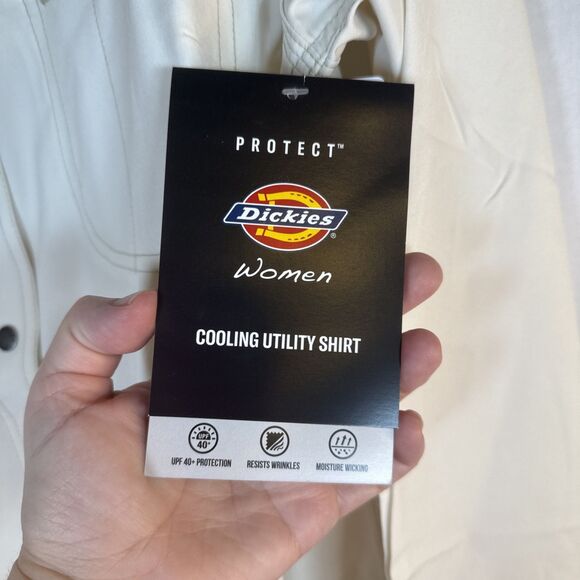 PROTECT™
Dickies®
Women
COOLING UTILITY SHIRT
UPF
40+
UPF 40+ PROTECTION
RESISTS WRINKLES
MOISTURE WICKING